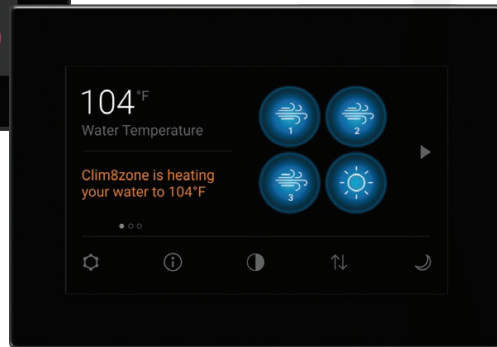 104°F
Water Temperature
Clim8zone is heating
your water to 104°F
1
2
3